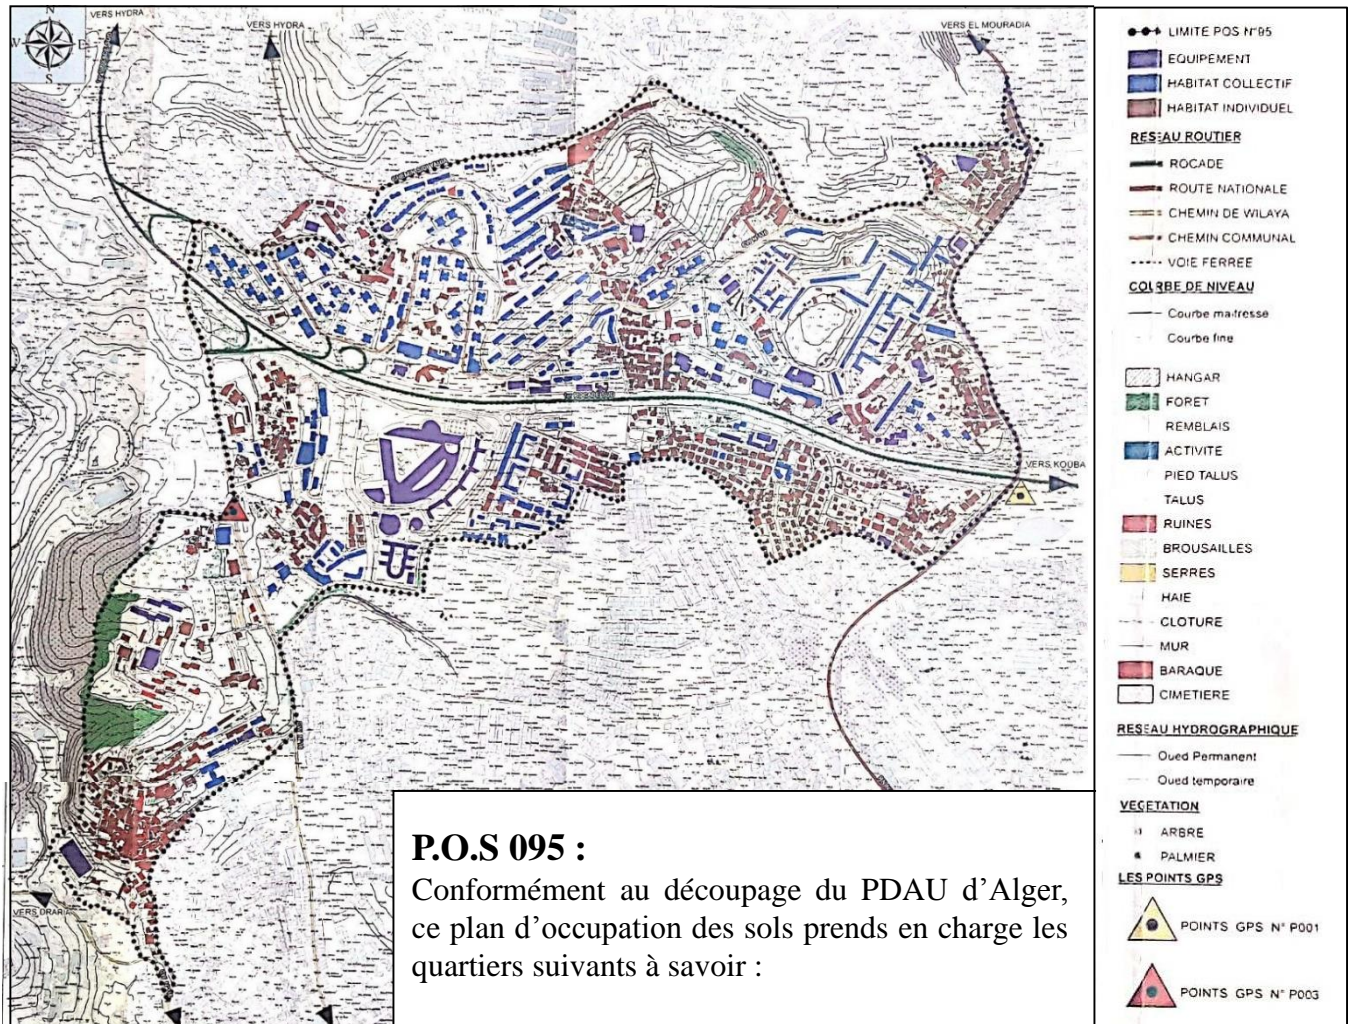 N
W
S
VERS HYDRA
VERS HYDRA
VERS EL MOURADIA
VERS KOUBA
VERS DRARIA
LIMITE POS N°95
EQUIPEMENT
HABITAT COLLECTIF
HABITAT INDIVIDUEL
RESEAU ROUTIER
ROCADE
ROUTE NATIONALE
CHEMIN DE WILAYA
CHEMIN COMMUNAL
VOIE FERREE
COURBE DE NIVEAU
Courbe maitresse
Courbe fine
HANGAR
FORET
REMBLAIS
ACTIVITE
PIED TALUS
TALUS
RUINES
BROUSAILLES
SERRES
HAIE
CLOTURE
MUR
BARAQUE
CIMETIERE
RESEAU HYDROGRAPHIQUE
Oued Permanent
Oued temporaire
VEGETATION
ARBRE
PALMIER
LES POINTS GPS
POINTS GPS N° P001
POINTS GPS N° P003
P.O.S 095 :
Conformément au découpage du PDAU d'Alger,
ce plan d'occupation des sols prends en charge les
quartiers suivants à savoir :